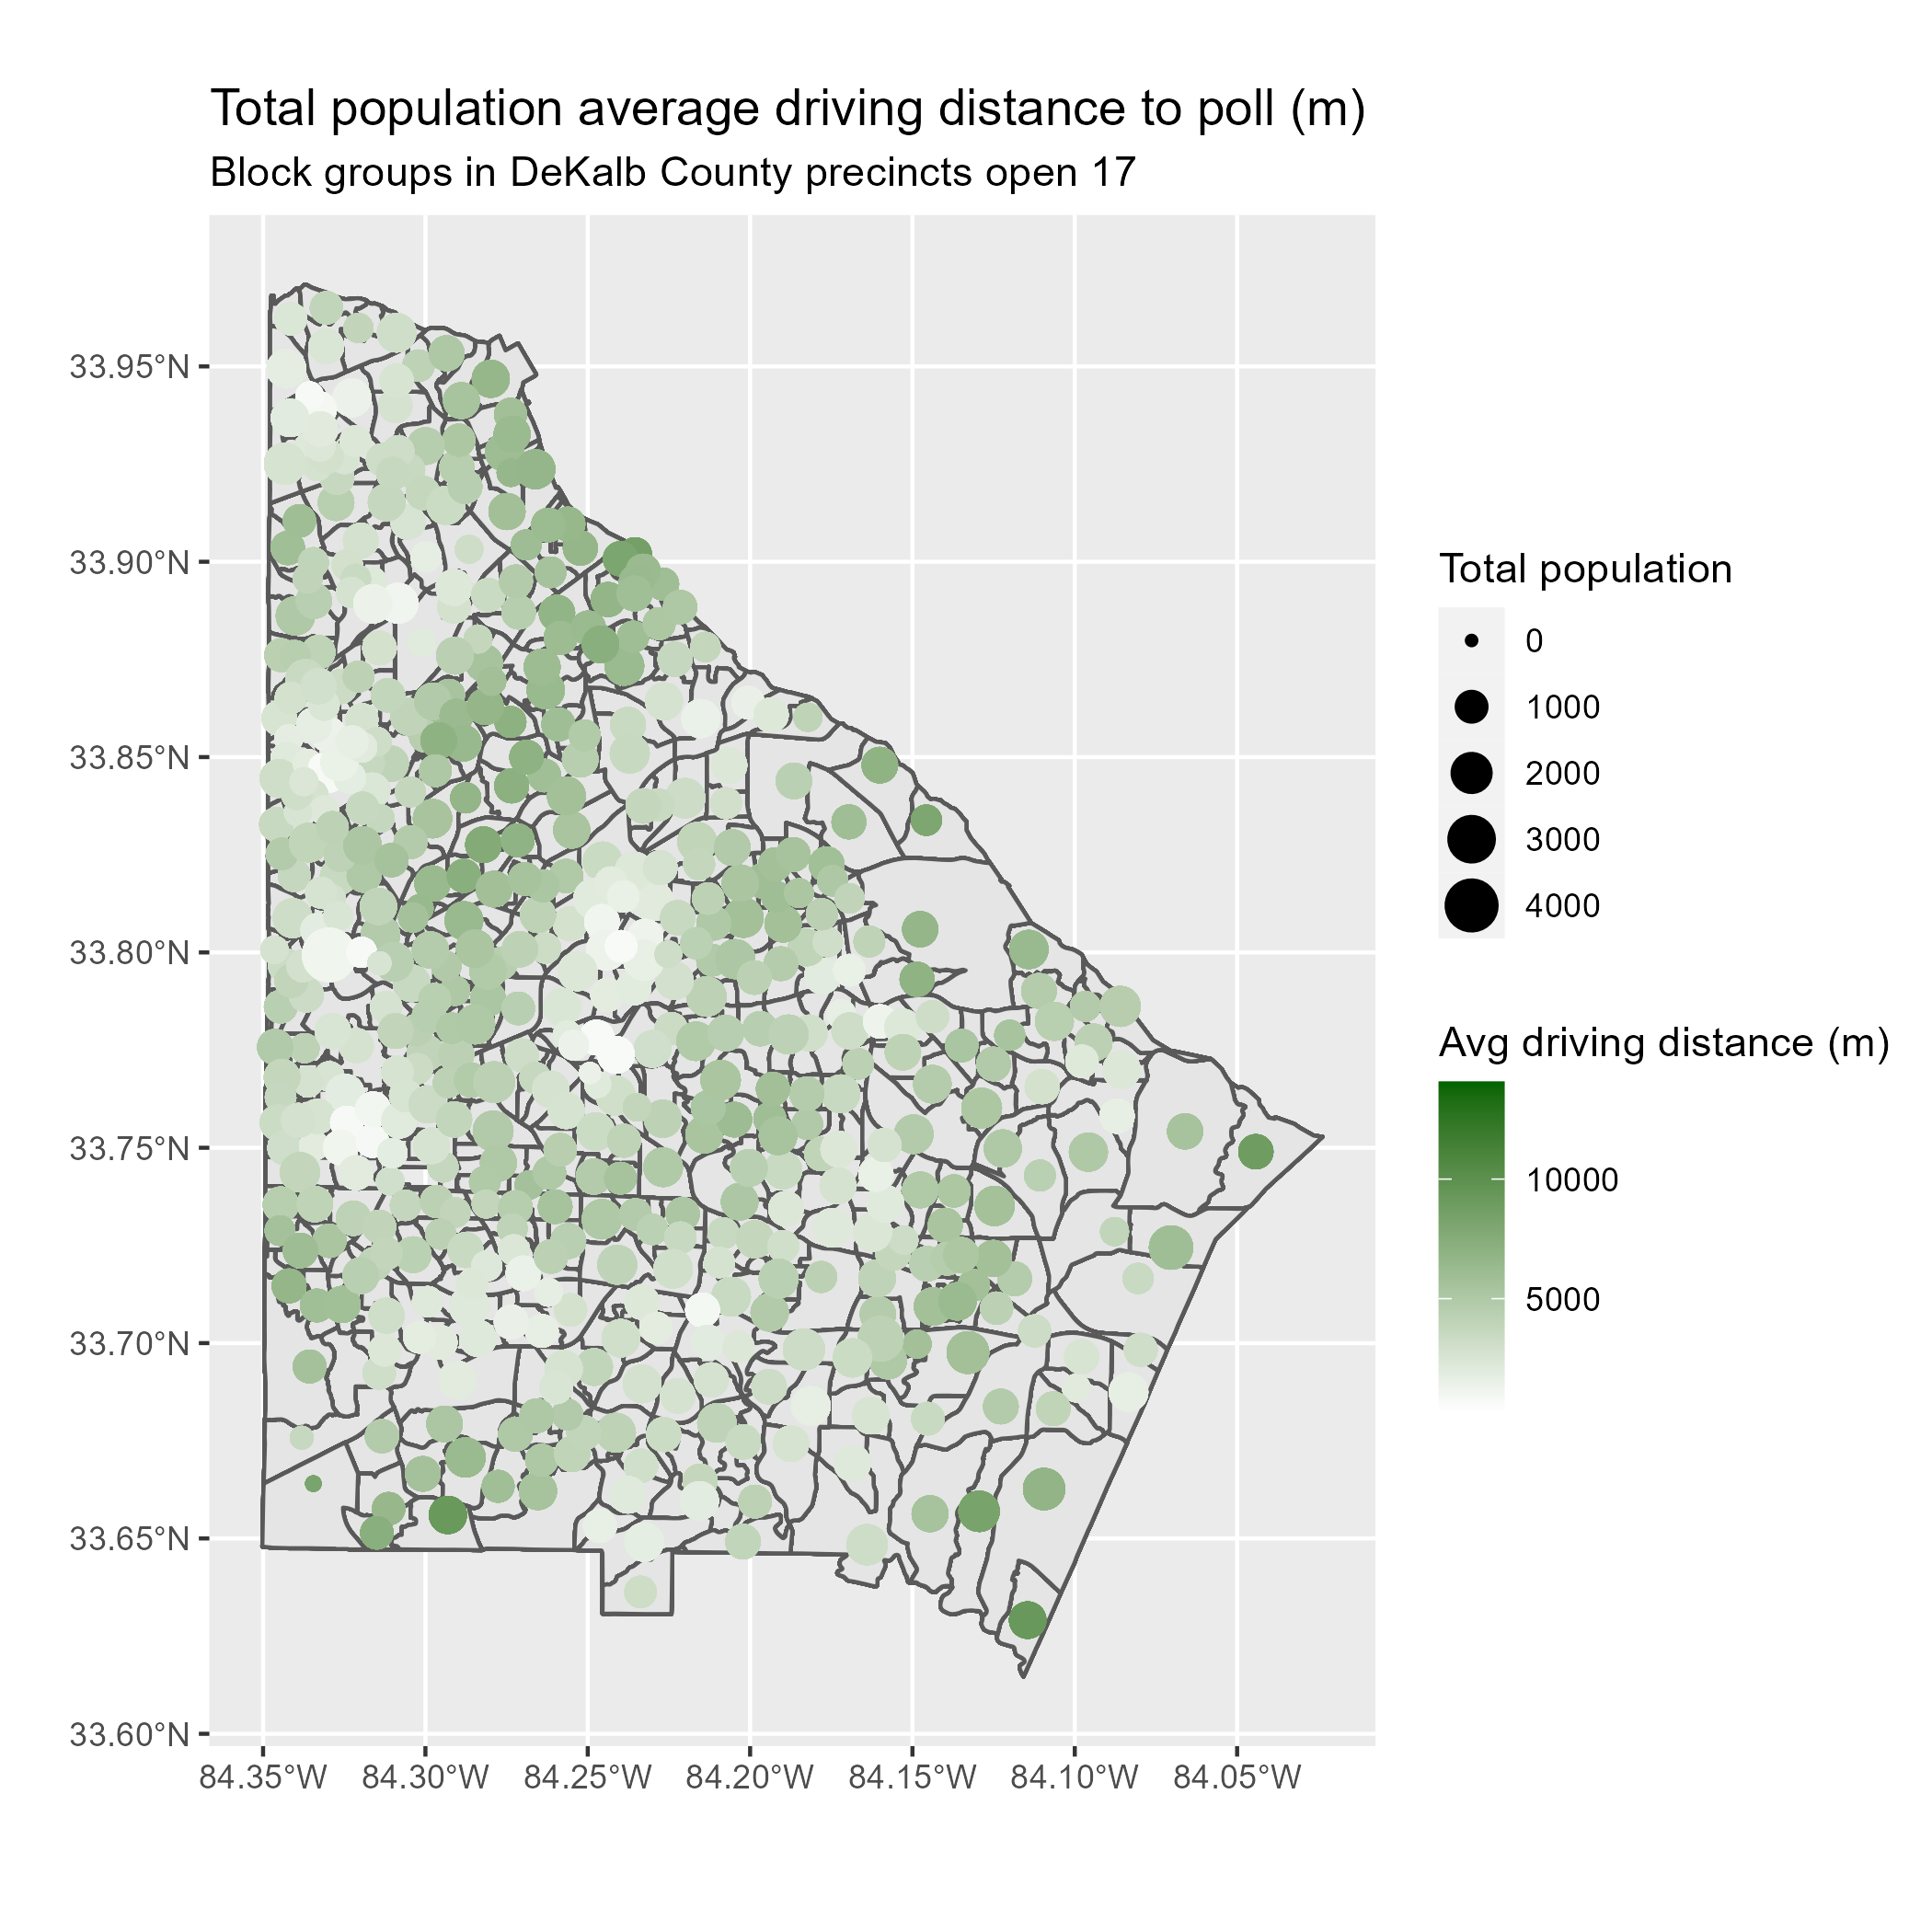 Total population average driving distance to poll (m)
Block groups in DeKalb County precincts open 17
33.95°N
33.90°N
33.85°N
33.80°N
33.75°N
33.70°N
33.65°N
33.60°N
84.35°W
84.30°W
84.25°W
84.20°W
84.15°W
84.10°W
84.05°W
Total population
0
1000
2000
3000
4000
Avg driving distance (m)
10000
5000